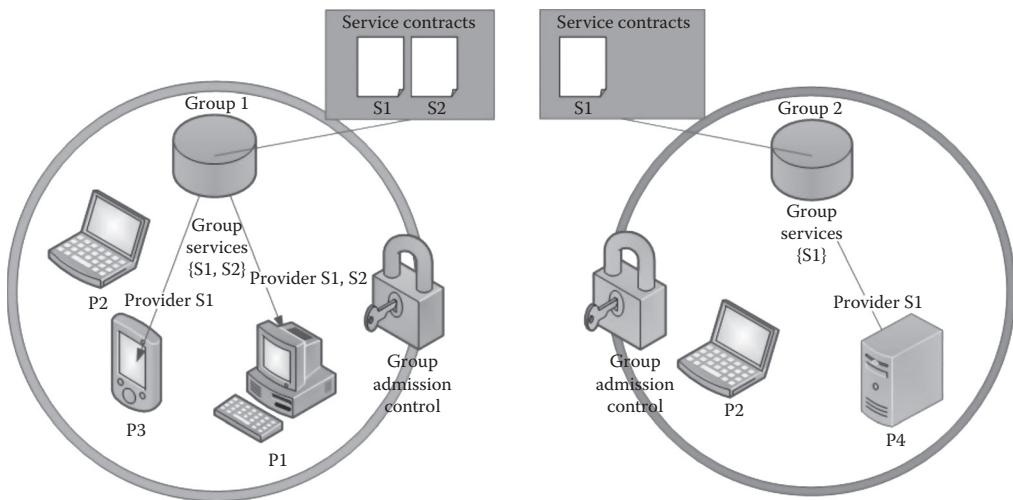 Service contracts
S1
S2
Group 1
Group
services
{S1, S2}
Provider S1, S2
Provider S1
P2
P3
P1
Group
admission
control
Service contracts
S1
Group 2
Group
services
{S1}
Provider S1
Group
admission
control
P2
P4